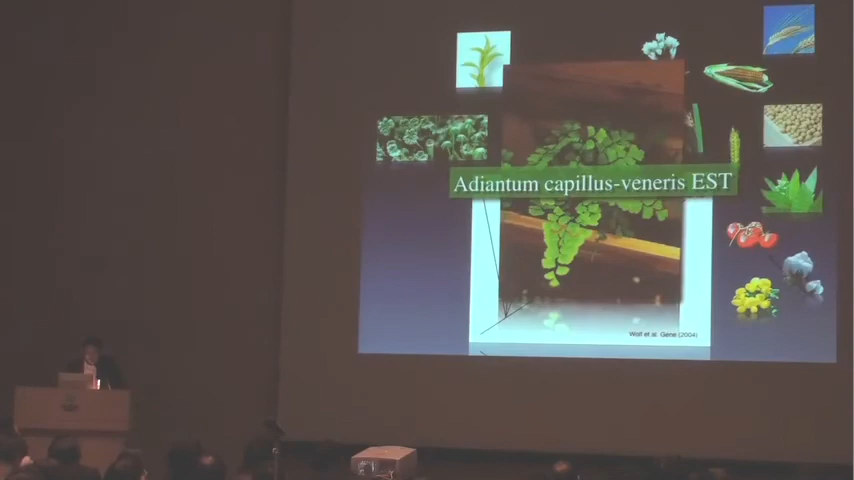 Adiantum capillus-veneris EST
Wolf et al. Gene (2004)